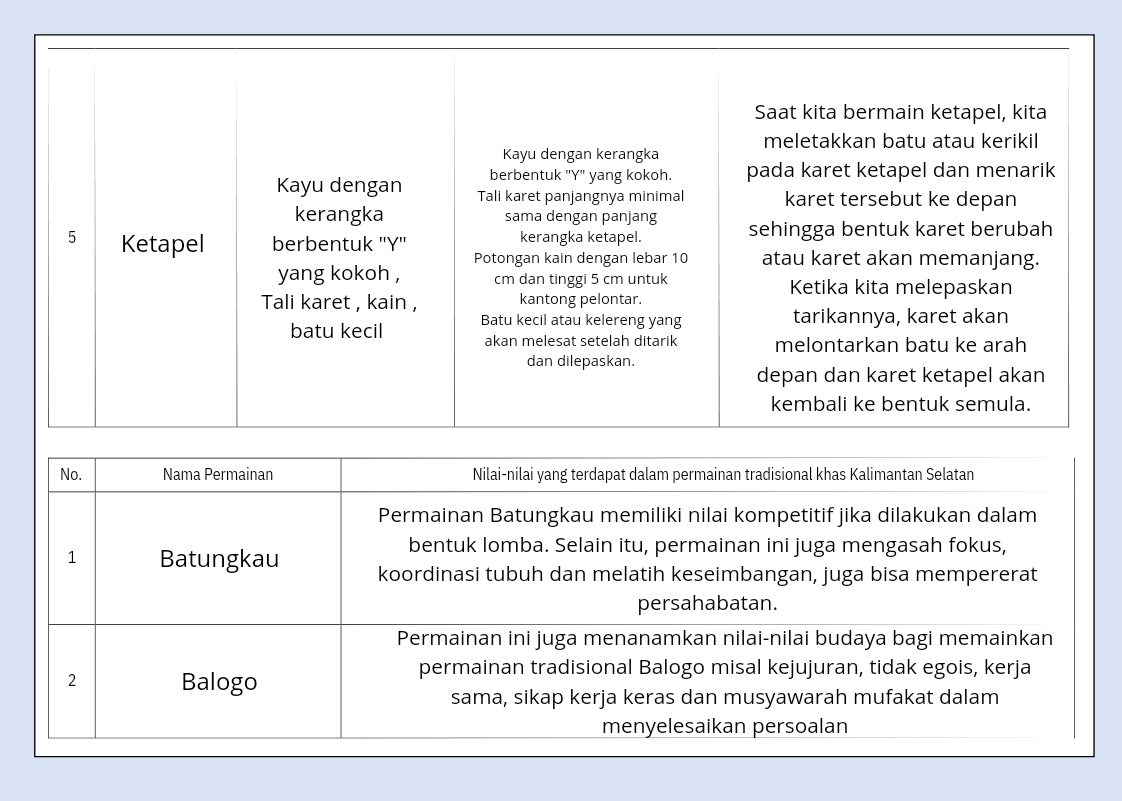 5
Ketapel
Kayu dengan
kerangka
berbentuk "Y"
yang kokoh ,
Tali karet , kain ,
batu kecil
Kayu dengan kerangka
berbentuk "Y" yang kokoh.
Tali karet panjangnya minimal
sama dengan panjang
kerangka ketapel.
Potongan kain dengan lebar 10
cm dan tinggi 5 cm untuk
kantong pelontar.
Batu kecil atau kelereng yang
akan melesat setelah ditarik
dan dilepaskan.
Saat kita bermain ketapel, kita
meletakkan batu atau kerikil
pada karet ketapel dan menarik
karet tersebut ke depan
sehingga bentuk karet berubah
atau karet akan memanjang.
Ketika kita melepaskan
tarikannya, karet akan
melontarkan batu ke arah
depan dan karet ketapel akan
kembali ke bentuk semula.
No.
Nama Permainan
Nilai-nilai yang terdapat dalam permainan tradisional khas Kalimantan Selatan
1
Batungkau
Permainan Batungkau memiliki nilai kompetitif jika dilakukan dalam
bentuk lomba. Selain itu, permainan ini juga mengasah fokus,
koordinasi tubuh dan melatih keseimbangan, juga bisa mempererat
persahabatan.
2
Balogo
Permainan ini juga menanamkan nilai-nilai budaya bagi memainkan
permainan tradisional Balogo misal kejujuran, tidak egois, kerja
sama, sikap kerja keras dan musyawarah mufakat dalam
menyelesaikan persoalan